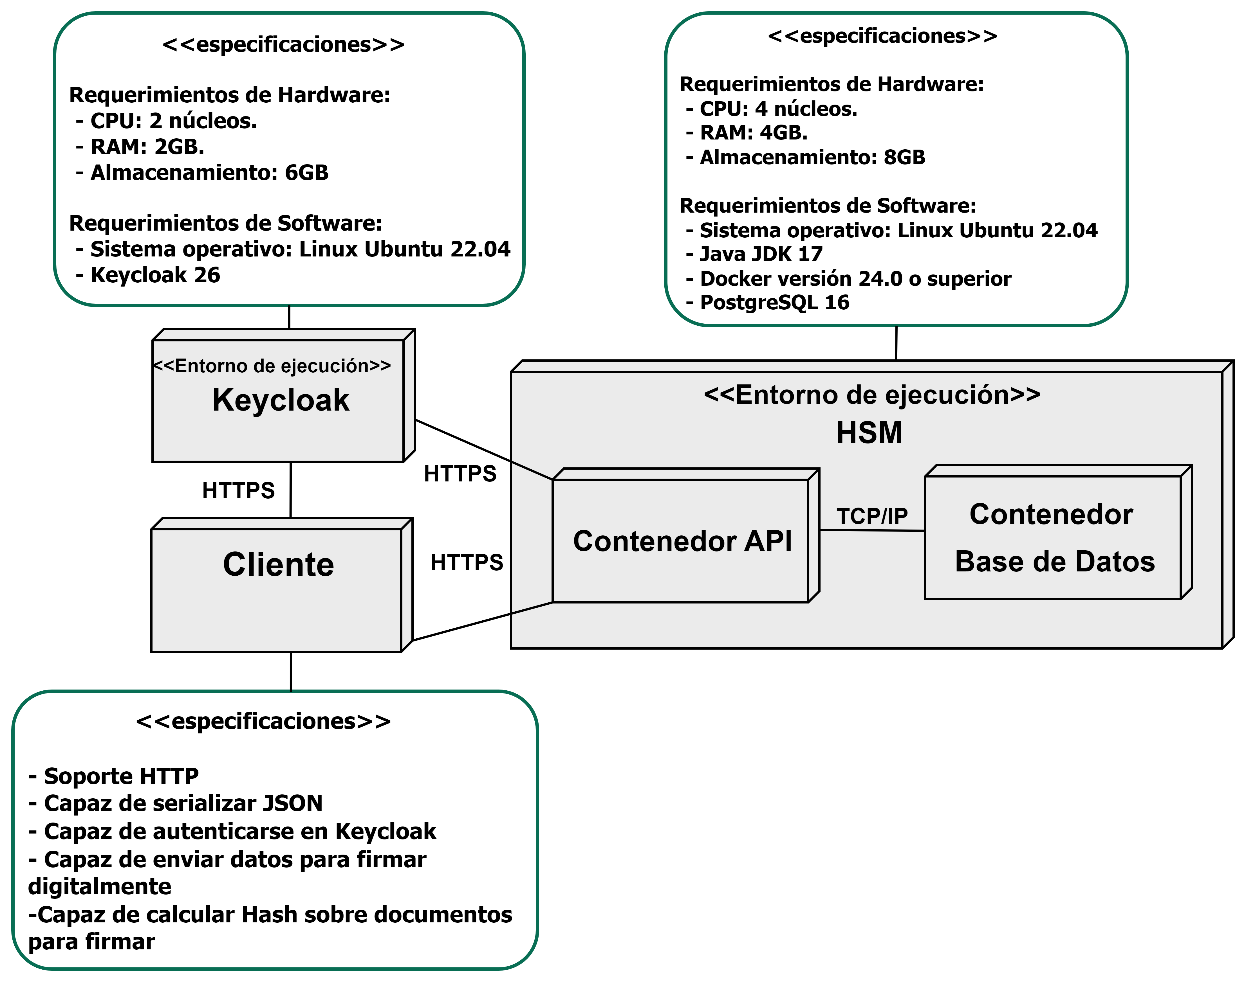 <<especificaciones>>
Requerimientos de Hardware:
- CPU: 2 núcleos.
- RAM: 2GB.
- Almacenamiento: 6GB
Requerimientos de Software:
- Sistema operativo: Linux Ubuntu 22.04
- Keycloak 26
<<especificaciones>>
Requerimientos de Hardware:
- CPU: 4 núcleos.
- RAM: 4GB.
- Almacenamiento: 8GB
Requerimientos de Software:
- Sistema operativo: Linux Ubuntu 22.04
- Java JDK 17
- Docker versión 24.0 o superior
- PostgreSQL 16
<<Entorno de ejecución>>
Keycloak
<<Entorno de ejecución>>
HSM
HTTPS
HTTPS
HTTPS
Cliente
Contenedor API
TCP/IP
Contenedor
Base de Datos
<<especificaciones>>
- Soporte HTTP
- Capaz de serializar JSON
- Capaz de autenticarse en Keycloak
- Capaz de enviar datos para firmar
digitalmente
-Capaz de calcular Hash sobre documentos
para firmar